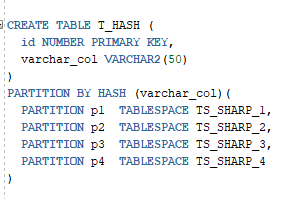 CREATE TABLE T_HASH (
id NUMBER PRIMARY KEY,
varchar_col VARCHAR2(50)
)
PARTITION BY HASH (varchar_col)(
PARTITION p1 TABLESPACE TS_SHARP_1,
PARTITION p2 TABLESPACE TS_SHARP_2,
PARTITION p3 TABLESPACE TS_SHARP_3,
PARTITION p4 TABLESPACE TS_SHARP_4
)